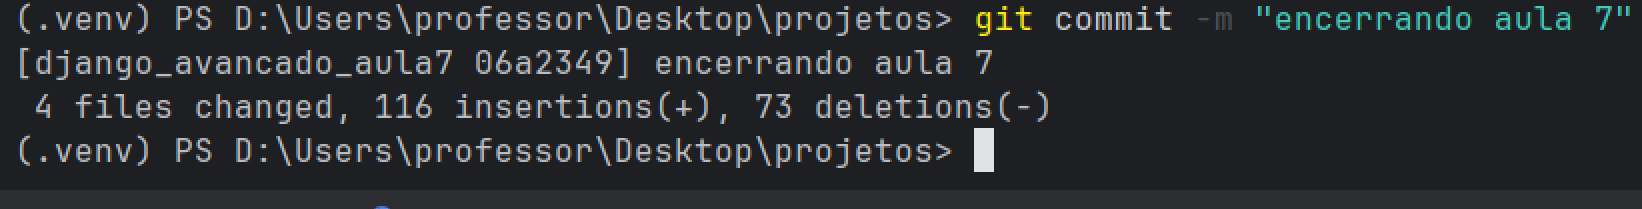 (.venv) PS D:\Users\professor\Desktop\projetos> git commit -m "encerrando aula 7"
[django_avancado_aula7 06a2349] encerrando aula 7
 4 files changed, 116 insertions(+), 73 deletions(-)
(.venv) PS D:\Users\professor\Desktop\projetos>